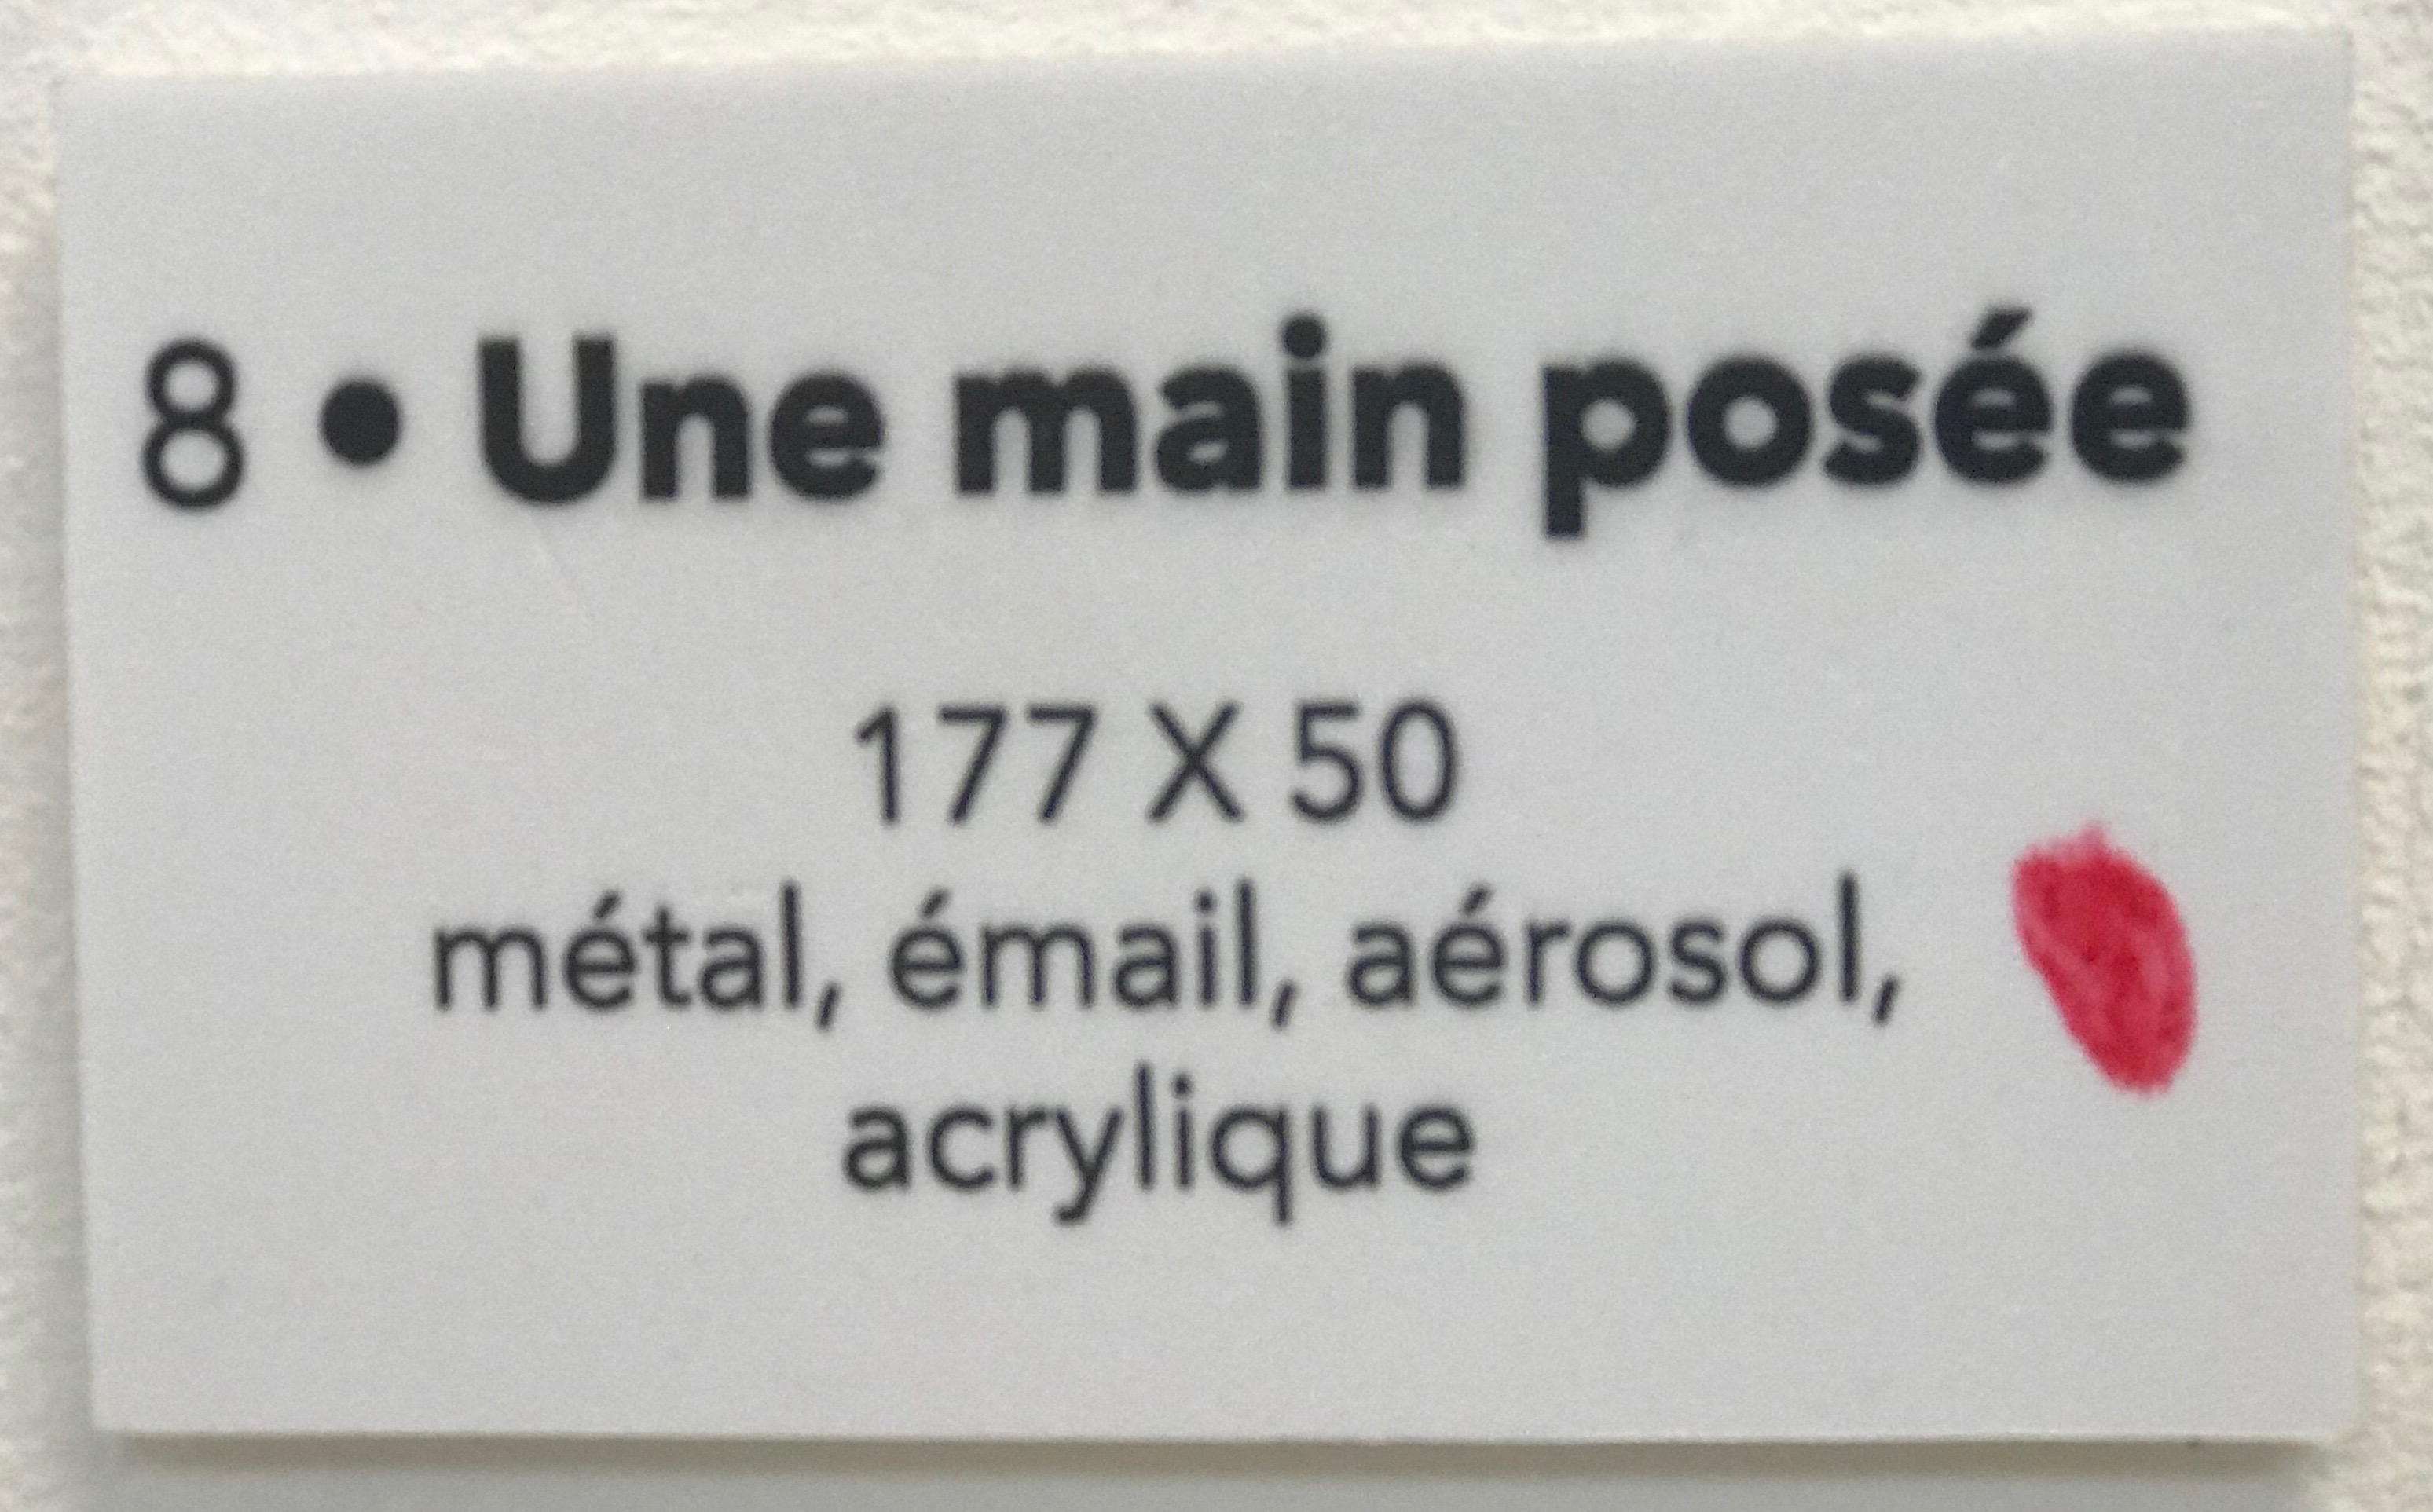 8 • Une main posée
177 X 50
métal, émail, aérosol,
acrylique